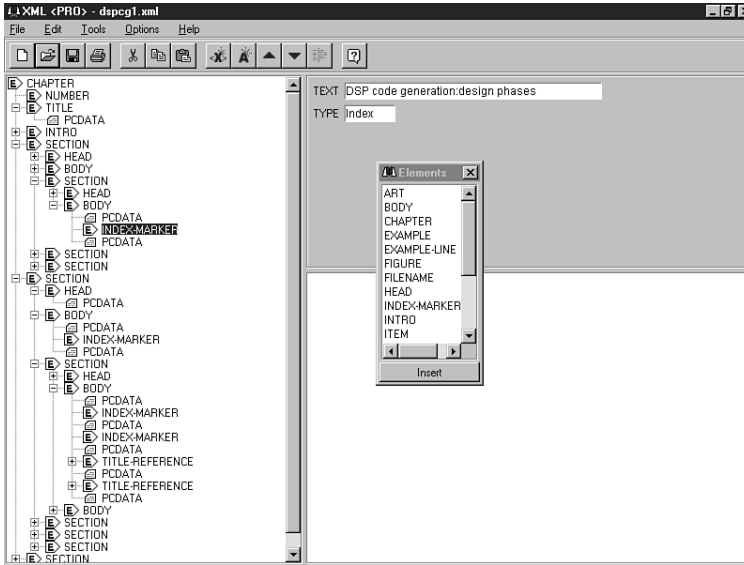 XML <PRO> - dspcg1.xml
File Edit Tools Options Help
CHAPTER
NUMBER
TITLE
PCDATA
INTRO
SECTION
HEAD
BODY
SECTION
HEAD
BODY
PCDATA
INDEX-MARKER
PCDATA
SECTION
SECTION
SECTION
HEAD
PCDATA
BODY
PCDATA
INDEX-MARKER
PCDATA
SECTION
HEAD
BODY
PCDATA
INDEX-MARKER
PCDATA
INDEX-MARKER
PCDATA
TITLE-REFERENCE
PCDATA
TITLE-REFERENCE
PCDATA
BODY
SECTION
SECTION
SECTION
SECTION
TEXT DSP code generation:design phases
TYPE Index
Elements
ART
BODY
CHAPTER
EXAMPLE
EXAMPLE-LINE
FIGURE
FILENAME
HEAD
INDEX-MARKER
INTRO
ITEM
Insert